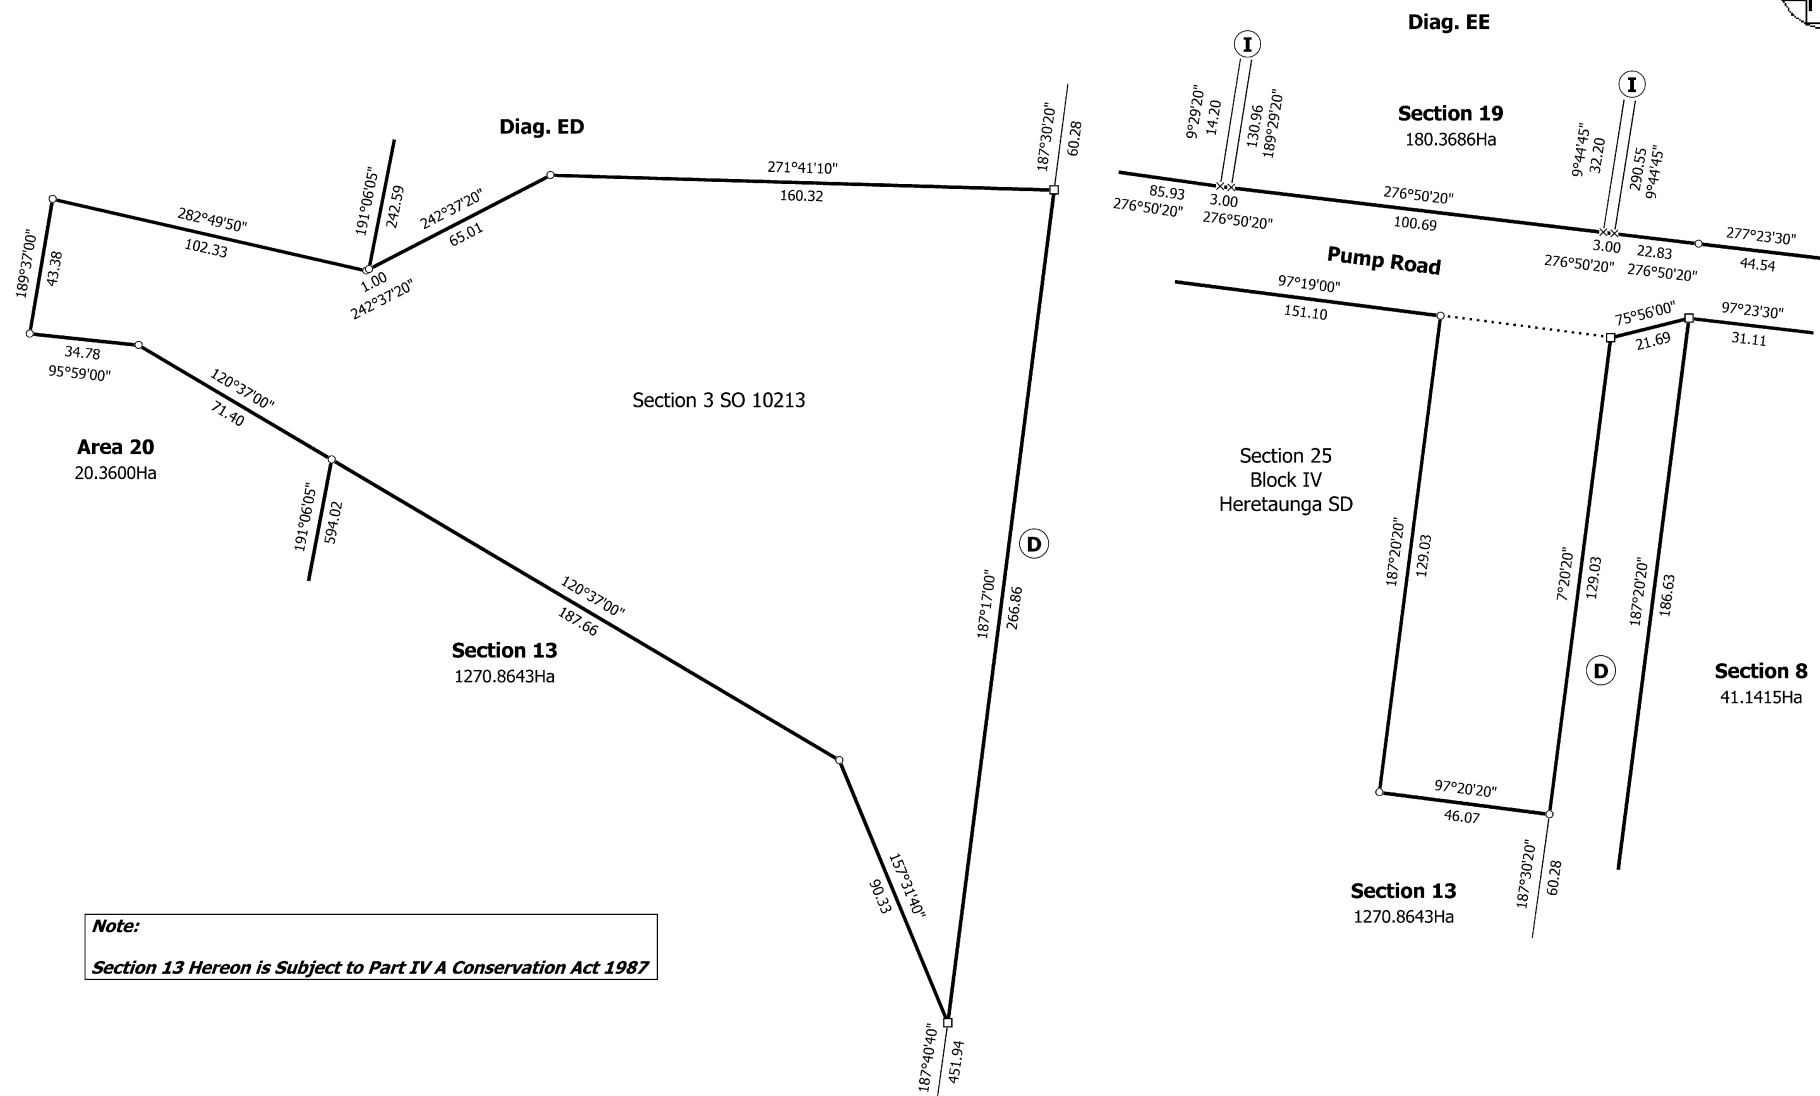 Diag. ED
187°30'20"
60.28
271°41'10"
160.32
191°06'05"
242.59
242°37'20"
65.01
282°49'50"
102.33
1.00
242°37'20"
189°37'00"
43.38
34.78
95°59'00"
120°37'00"
71.40
Area 20
20.3600Ha
Section 3 SO 10213
191°06'05"
594.02
D
187°17'00"
266.86
120°37'00"
187.66
Section 13
1270.8643Ha
157°31'40"
90.33
187°40'40"
451.94
Note:
Section 13 Hereon is Subject to Part IV A Conservation Act 1987
Diag. EE
I
9°29'20"
14.20
130.96
189°29'20"
Section 19
180.3686Ha
I
9°44'45"
32.20
290.55
9°44'45"
85.93
276°50'20"
3.00
276°50'20"
276°50'20"
100.69
3.00
276°50'20"
22.83
276°50'20"
277°23'30"
44.54
Pump Road
97°19'00"
151.10
75°56'00"
21.69
97°23'30"
31.11
Section 25
Block IV
Heretaunga SD
187°20'20"
129.03
7°20'20"
129.03
187°20'20"
186.63
D
Section 8
41.1415Ha
97°20'20"
46.07
187°30'20"
60.28
Section 13
1270.8643Ha